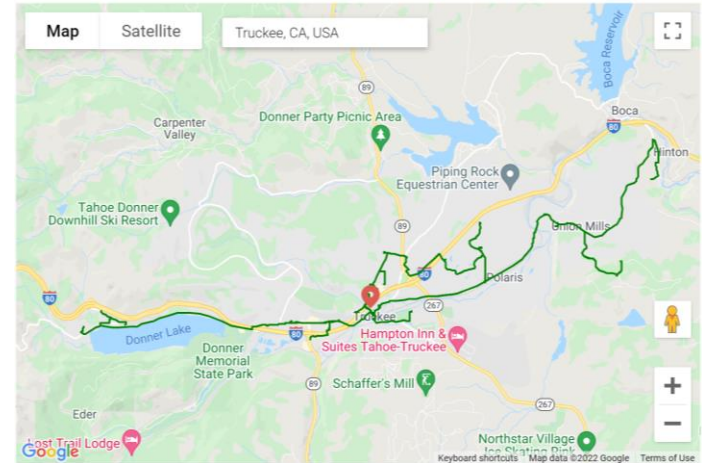 Map
Satellite
Truckee, CA, USA
Boca Reservoir
89
Donner Party Picnic Area
Boca
80
Carpenter
Valley
Hinton
Piping Rock
Equestrian Center
Tahoe Donner
Downhill Ski Resort
89
Union Mills
80
Polaris
80
267
Truckee
Donner Lake
80
Hampton Inn &
Suites Tahoe-Truckee
Donner
Memorial
State Park
89
Schaffer's Mill
267
Eder
Lost Trail Lodge
Northstar Village
Ice Skating Rink
Google
Keyboard shortcuts
Map data ©2022 Google
Terms of Use